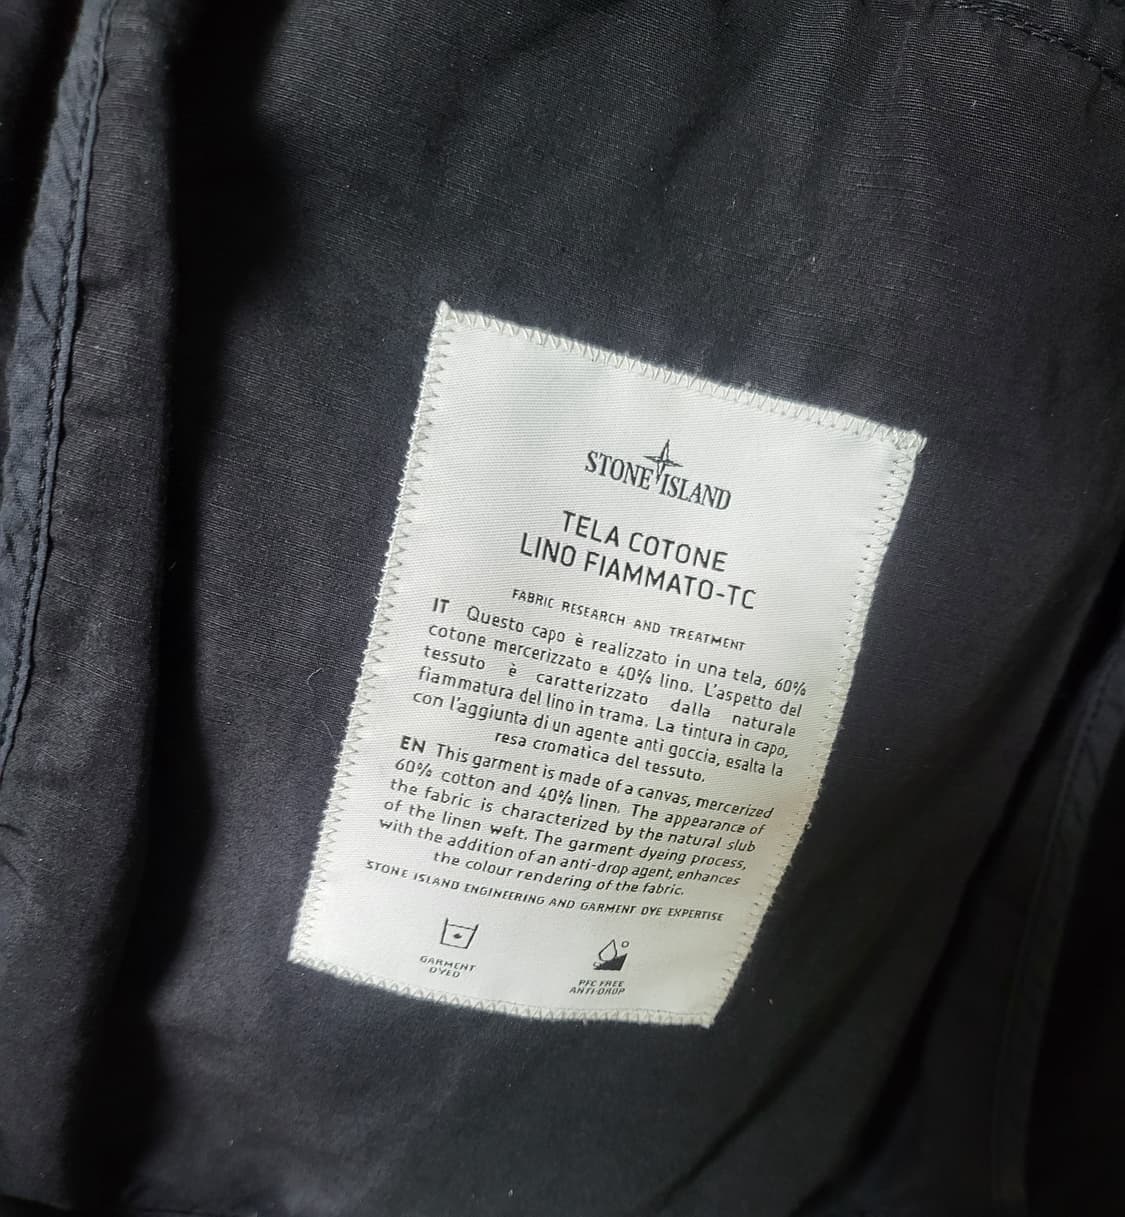 STONE ISLAND
TELA COTONE
LINO FIAMMATO-TC
FABRIC RESEARCH AND TREATMENT
IT Questo capo è realizzato in una tela, 60%
cotone mercerizzato e 40% lino. L'aspetto del
tessuto è caratterizzato dalla naturale
fiammatura del lino in trama. La tintura in capo,
con l'aggiunta di un agente anti goccia, esalta la
resa cromatica del tessuto.
EN This garment is made of a canvas, mercerized
60% cotton and 40% linen. The appearance of
the fabric is characterized by the natural slub
of the linen weft. The garment dyeing process,
with the addition of an anti-drop agent, enhances
the colour rendering of the fabric.
STONE ISLAND ENGINEERING AND GARMENT DYE EXPERTISE
GARMENT
DYED
PFC FREE
ANTI-DROP